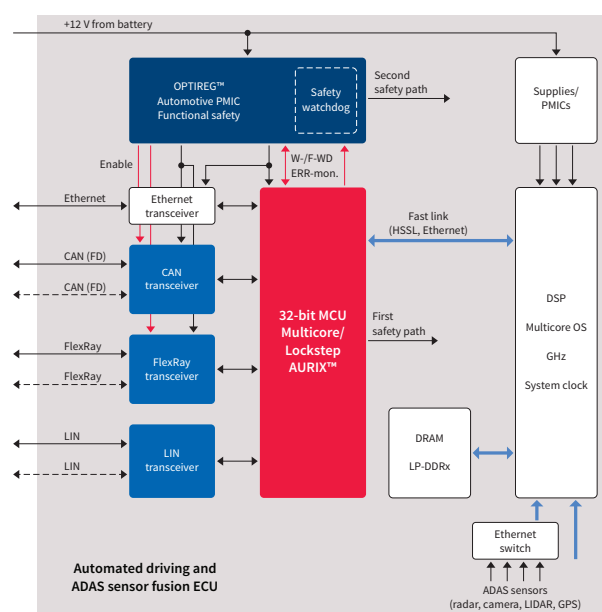 +12 V from battery
OPTIREG™
Automotive PMIC
Functional safety
Safety
watchdog
Second
safety path
Supplies/
PMICs
Enable
W-/F-WD
ERR-mon.
Ethernet
Ethernet
transceiver
Fast link
(HSSL, Ethernet)
CAN (FD)
CAN (FD)
CAN
transceiver
32-bit MCU
Multicore/
Lockstep
AURIX™
First
safety path
DSP
Multicore OS
GHz
System clock
FlexRay
FlexRay
FlexRay
transceiver
LIN
LIN
LIN
transceiver
DRAM
LP-DDRx
Ethernet
switch
Automated driving and
ADAS sensor fusion ECU
ADAS sensors
(radar, camera, LIDAR, GPS)